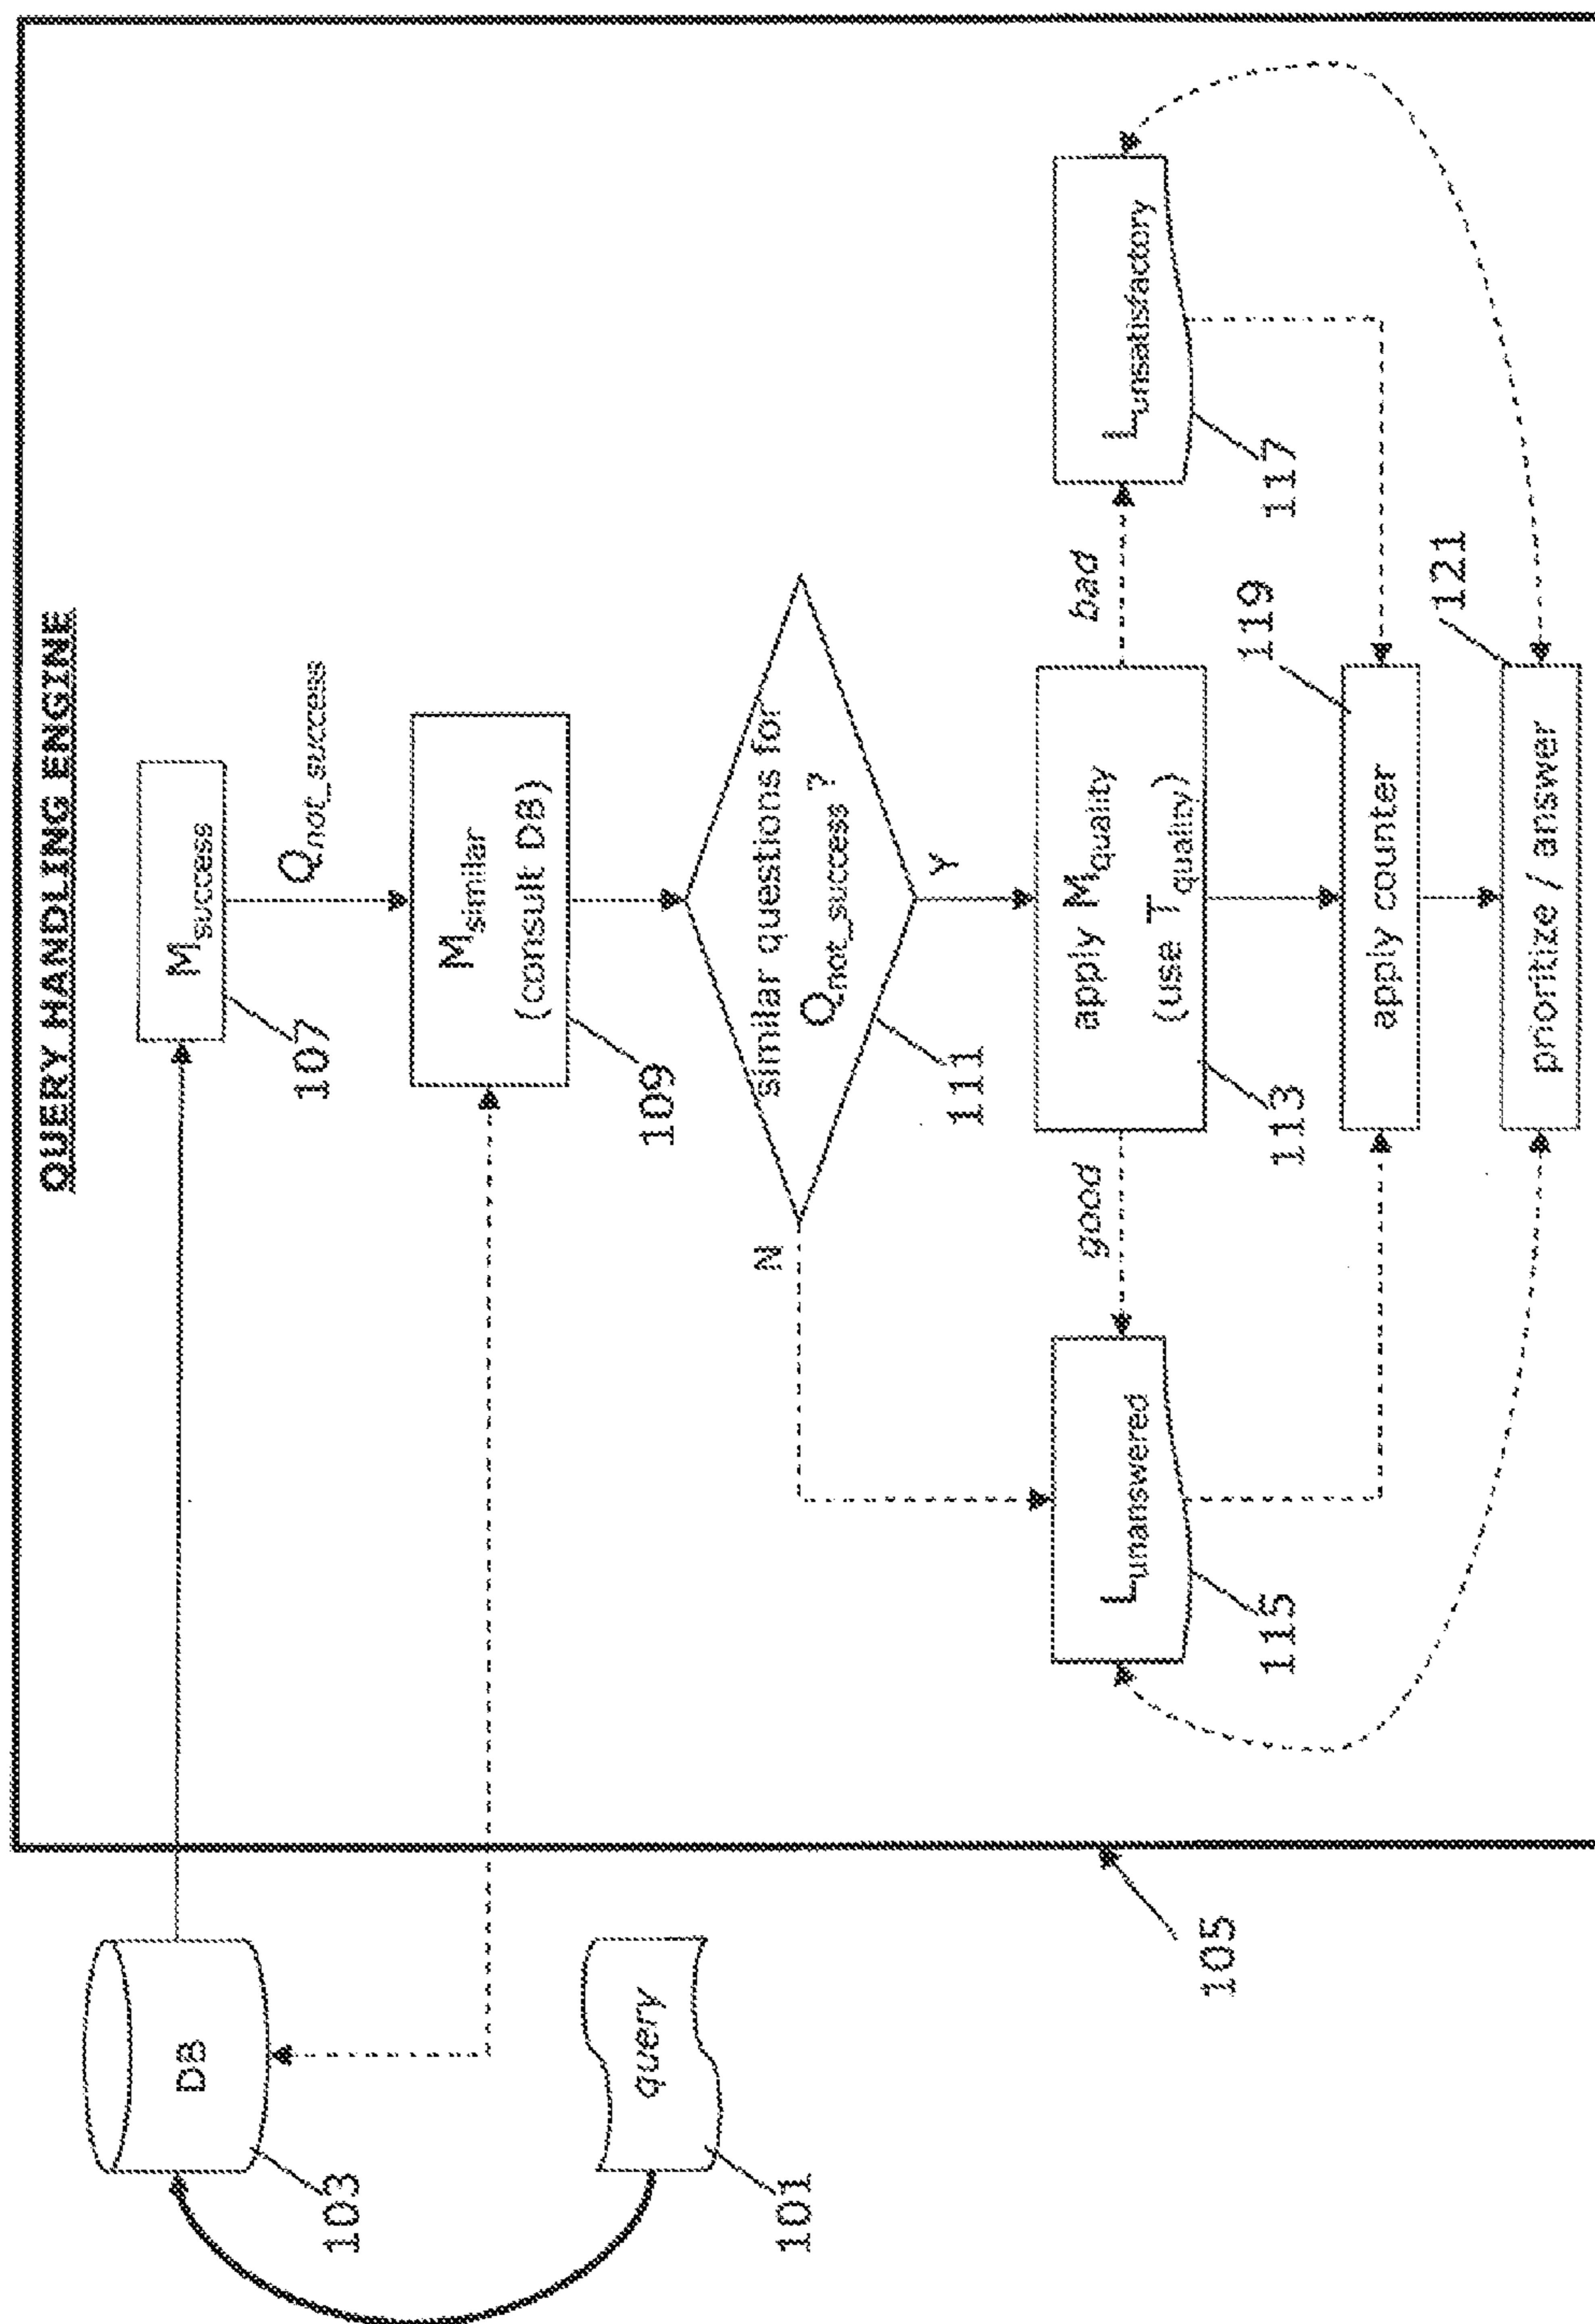 QUERY HANDLING ENGINE
DB
103
query
101
105
M_success
107
Q_not_success
M_similar
(consult DB)
109
similar questions for
Q_not_success?
111
N
Y
apply M_quality
(use T_quality)
113
good
bad
L_unanswered
115
L_unsatisfactory
117
apply counter
119
prioritize / answer
121